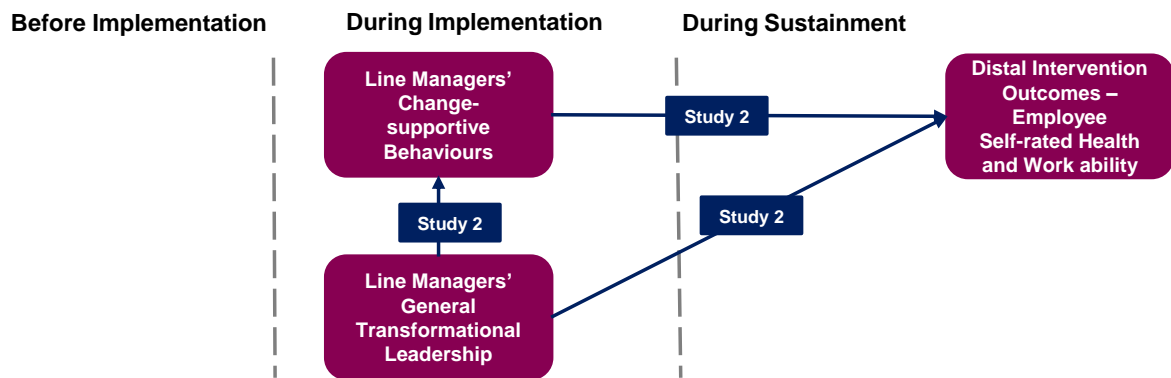 Before Implementation
During Implementation
During Sustainment
Line Managers’
Change-
supportive
Behaviours
Study 2
Distal Intervention
Outcomes –
Employee
Self-rated Health
and Work ability
Study 2
Study 2
Line Managers’
General
Transformational
Leadership